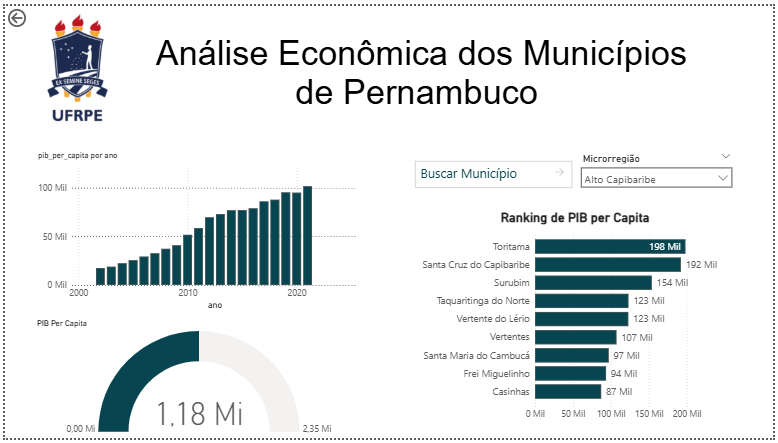 Análise Econômica dos Municípios
de Pernambuco
EX SEMINE SEGES
UFRPE
pib_per_capita por ano
100 Mil
50 Mil
0 Mil
2000
2010
2020
ano
PIB Per Capita
1,18 Mi
0,00 Mi
2,35 Mi
Buscar Município
Microrregião
Alto Capibaribe
Ranking de PIB per Capita
Toritama 198 Mil
Santa Cruz do Capibaribe 192 Mil
Surubim 154 Mil
Taquaritinga do Norte 123 Mil
Vertente do Lério 123 Mil
Vertentes 107 Mil
Santa Maria do Cambucá 97 Mil
Frei Miguelinho 94 Mil
Casinhas 87 Mil
0 Mil 50 Mil 100 Mil 150 Mil 200 Mil